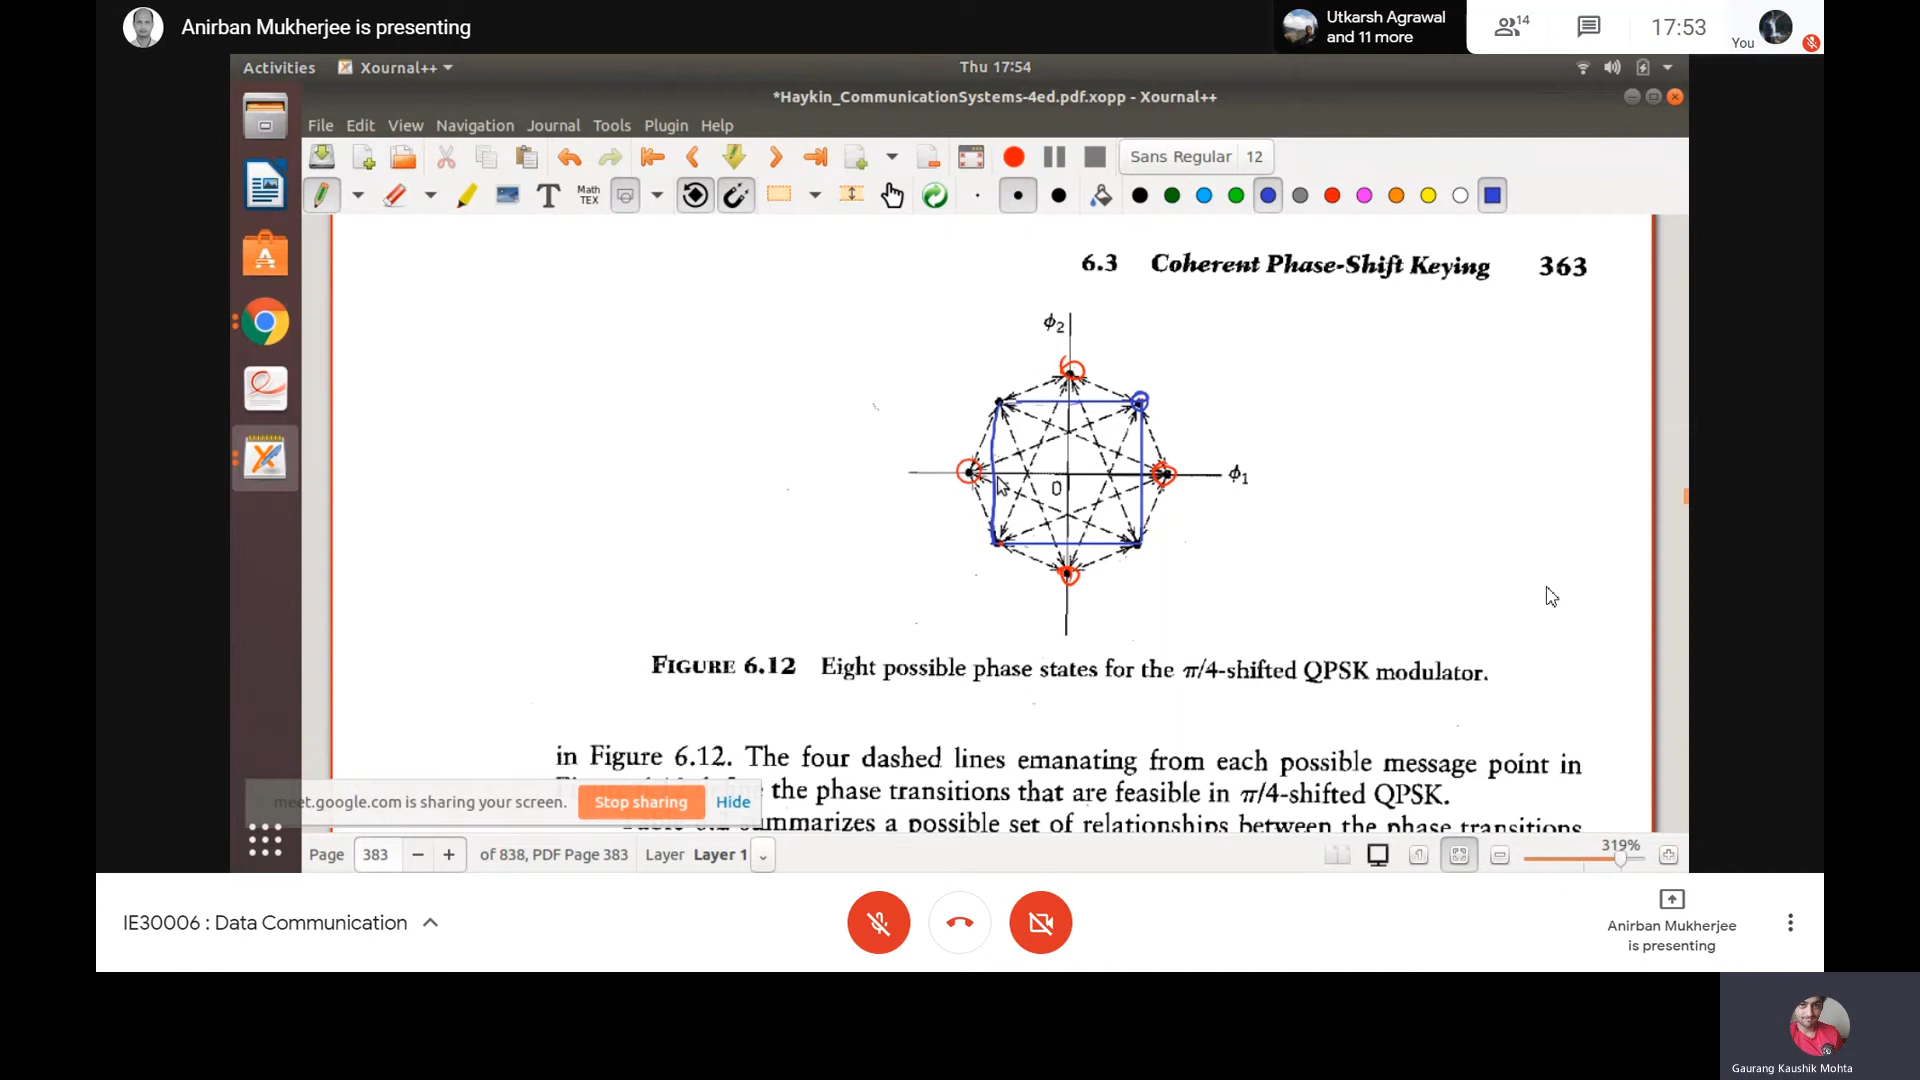 Anirban Mukherjee is presenting
Utkarsh Agrawal
and 11 more
14
17:53
You
Activities
Xournal++
Thu 17:54
*Haykin_CommunicationSystems-4ed.pdf.xopp - Xournal++
File Edit View Navigation Journal Tools Plugin Help
Sans Regular 12
T
Math
TEX
6.3 Coherent Phase-Shift Keying 363
ϕ2
0
ϕ1
FIGURE 6.12 Eight possible phase states for the π/4-shifted QPSK modulator.
in Figure 6.12. The four dashed lines emanating from each possible message point in
the phase transitions that are feasible in π/4-shifted QPSK.
summarizes a possible set of relationships between the phase transitions
meet.google.com is sharing your screen. Stop sharing Hide
Page 383 − + of 838, PDF Page 383 Layer Layer 1
319%
IE30006 : Data Communication
Anirban Mukherjee
is presenting
Gaurang Kaushik Mohta